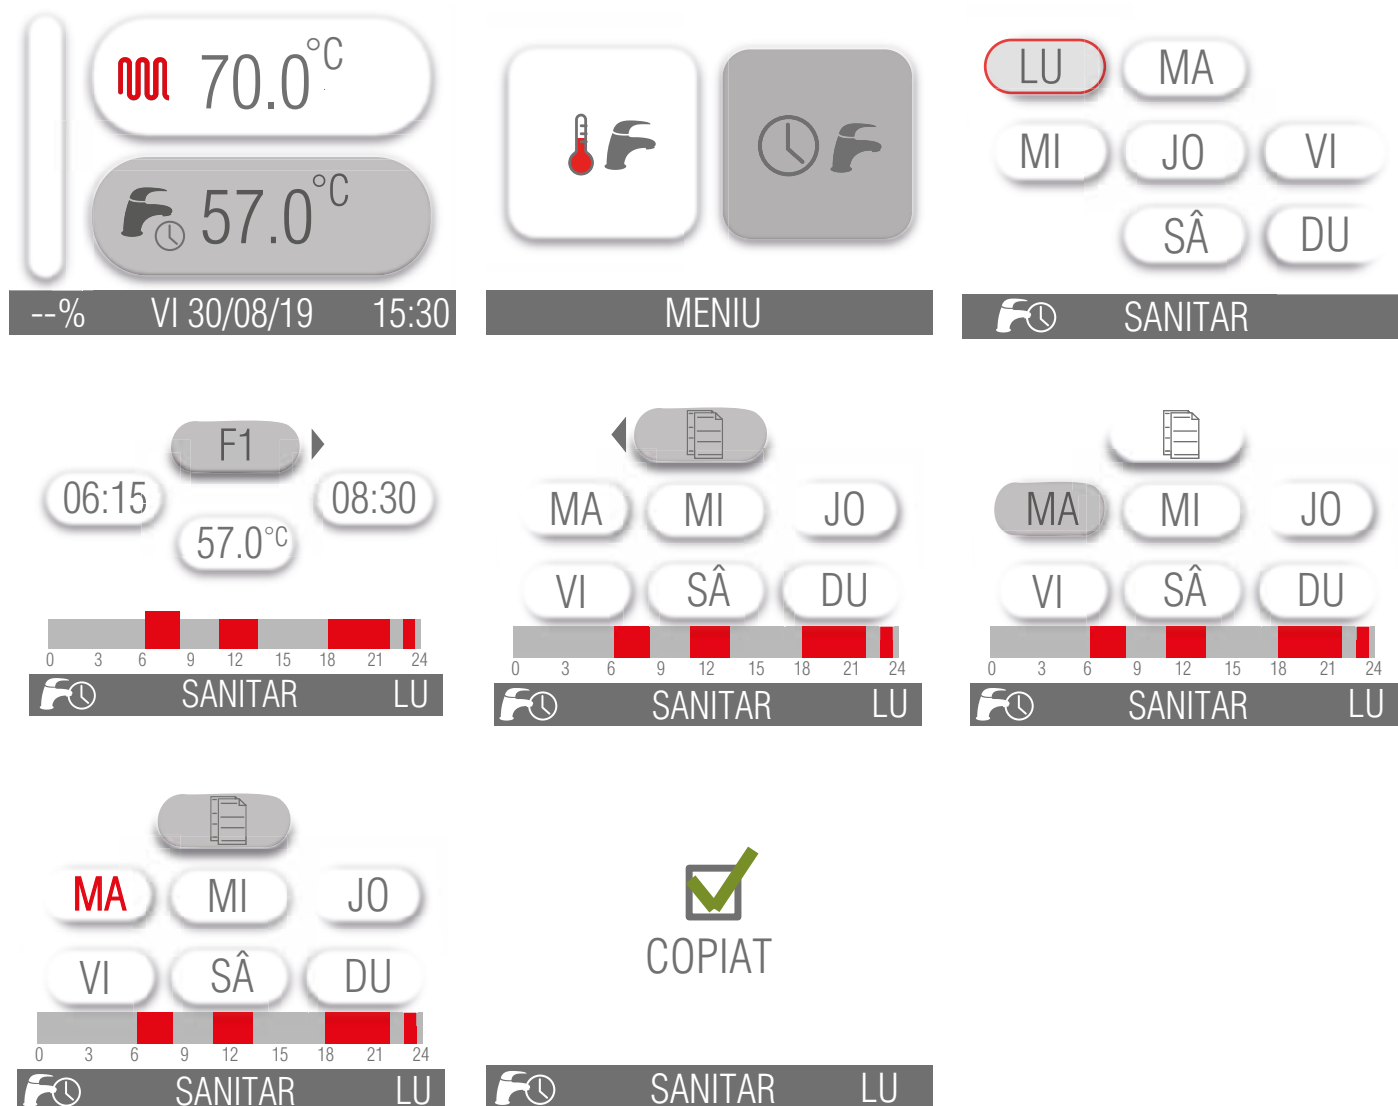 70.0°C
57.0°C
--% VI 30/08/19 15:30
MENIU
LU MA
MI JO VI
SÂ DU
SANITAR
F1
06:15 08:30
57.0°C
0 3 6 9 12 15 18 21 24
SANITAR LU
MA MI JO
VI SÂ DU
0 3 6 9 12 15 18 21 24
SANITAR LU
MA MI JO
VI SÂ DU
0 3 6 9 12 15 18 21 24
SANITAR LU
MA MI JO
VI SÂ DU
0 3 6 9 12 15 18 21 24
SANITAR LU
COPIAT
SANITAR LU